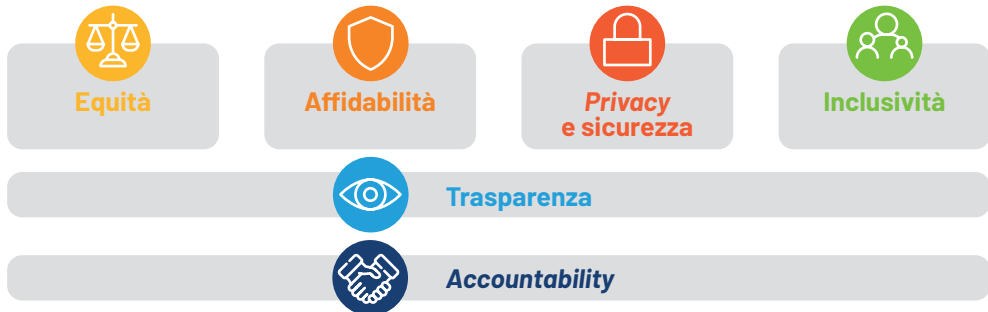 Equità
Affidabilità
Privacy
e sicurezza
Inclusività
Trasparenza
Accountability